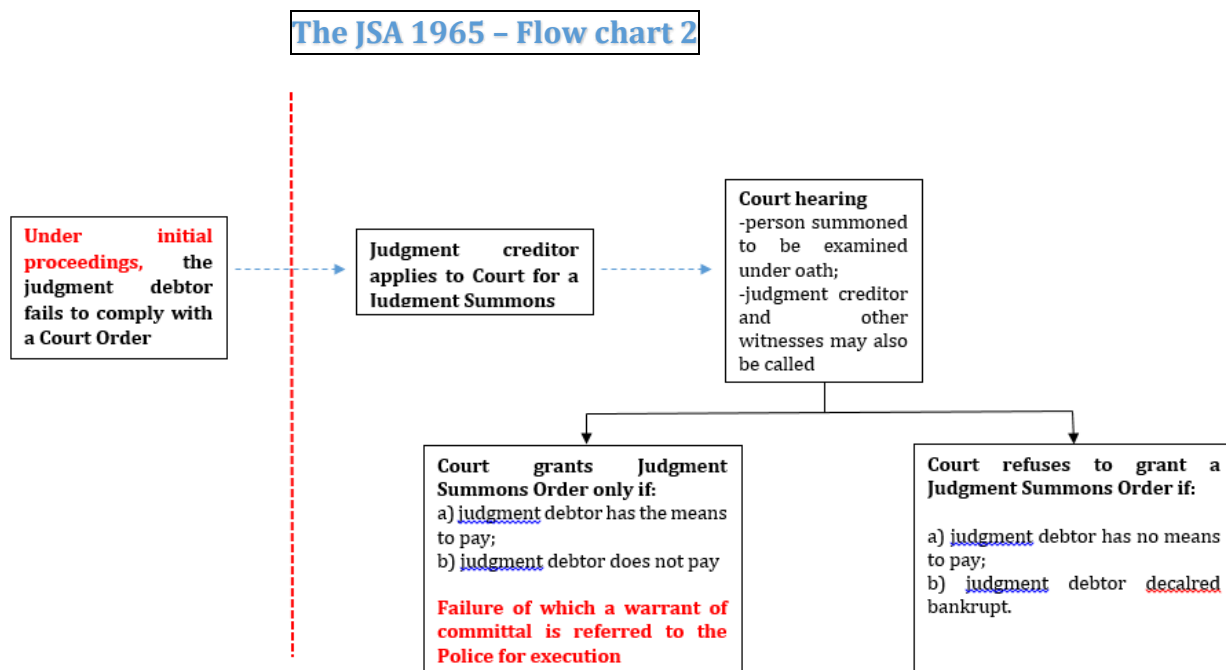 The JSA 1965 – Flow chart 2
Under initial
proceedings, the
judgment debtor
fails to comply with
a Court Order
Judgment creditor
applies to Court for a
Judgment Summons
Court hearing
-person summoned
to be examined
under oath;
-judgment creditor
and other
witnesses may also
be called
Court grants Judgment
Summons Order only if:
a) judgment debtor has the means
to pay;
b) judgment debtor does not pay
Failure of which a warrant of
committal is referred to the
Police for execution
Court refuses to grant a
Judgment Summons Order if:
a) judgment debtor has no means
to pay;
b) judgment debtor decalred
bankrupt.